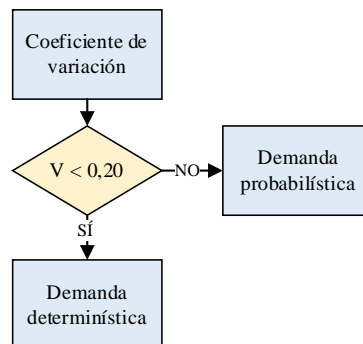 Coeficiente de
variación
V < 0,20
NO
Demanda
probabilística
SÍ
Demanda
determinística